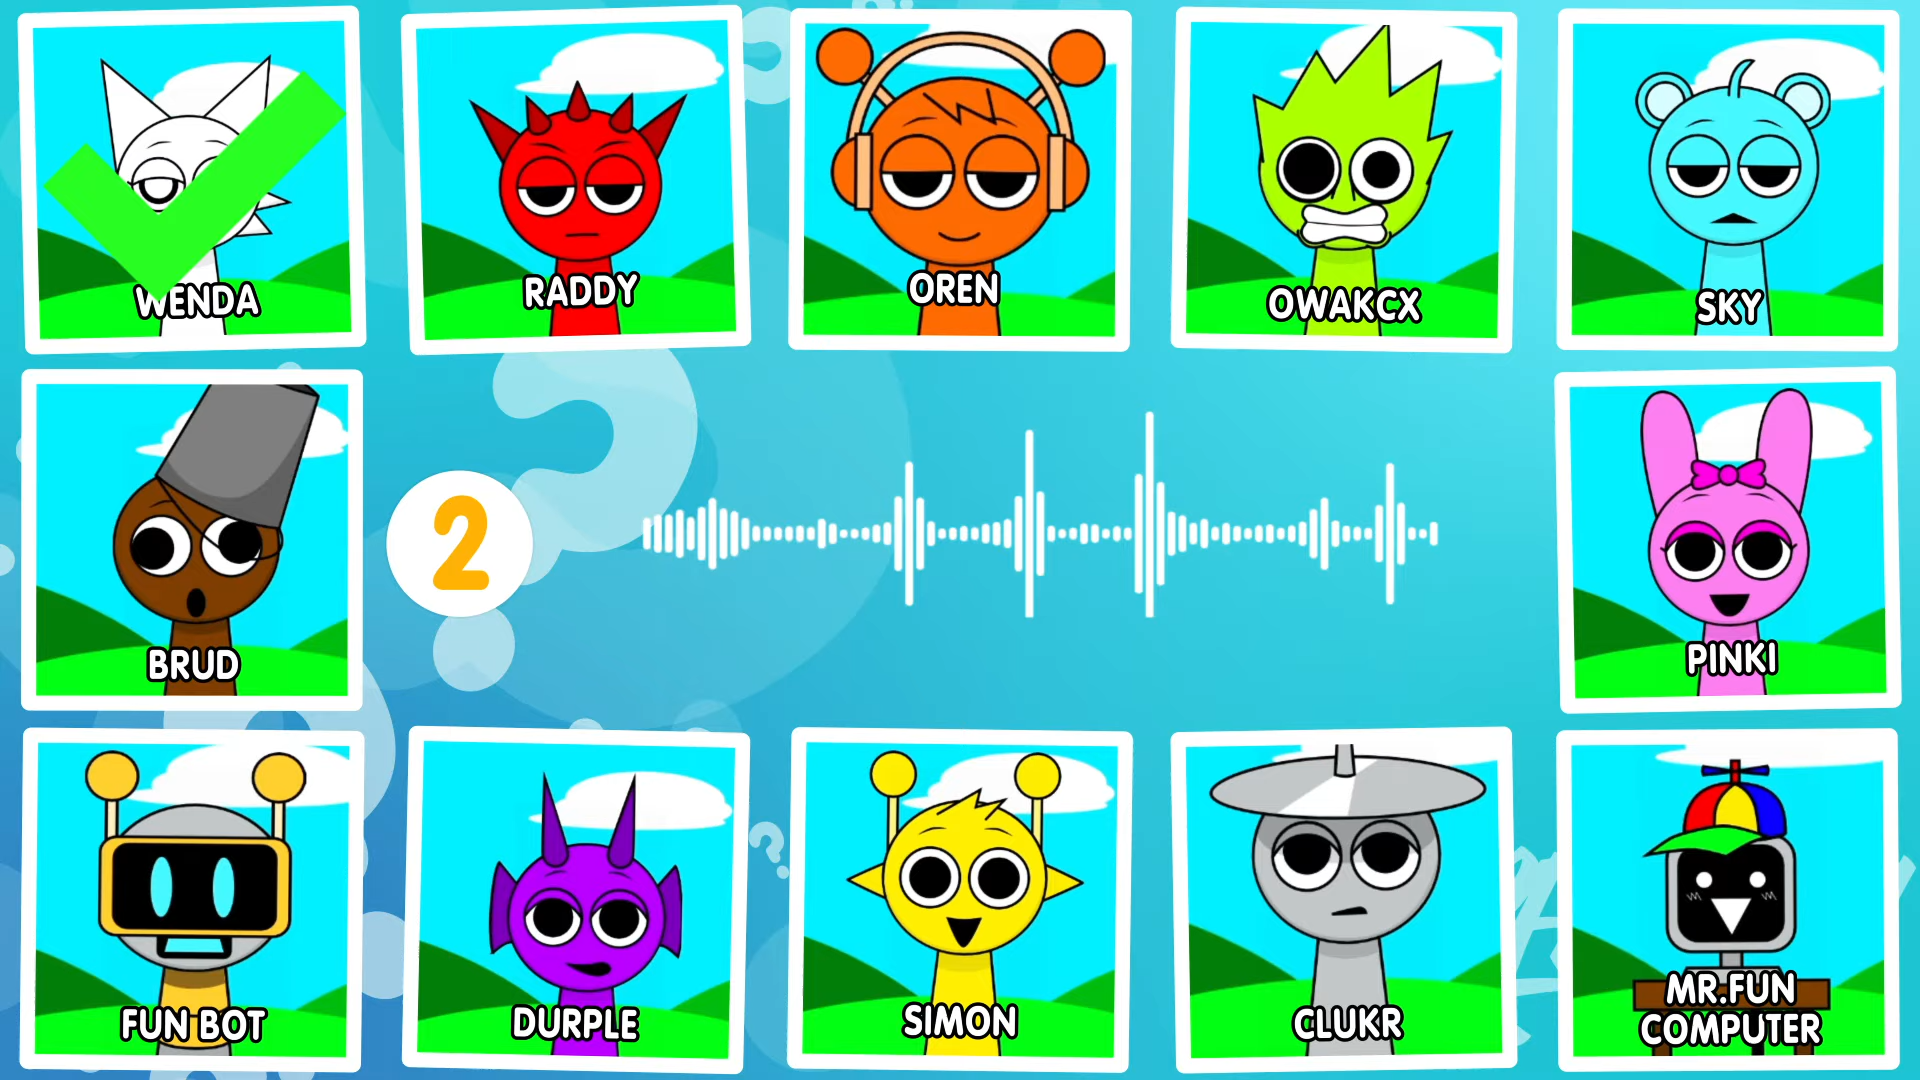 WENDA
RADDY
OREN
OWAKCX
SKY
BRUD
2
PINKI
FUN BOT
DURPLE
SIMON
CLUKR
MR.FUN
COMPUTER